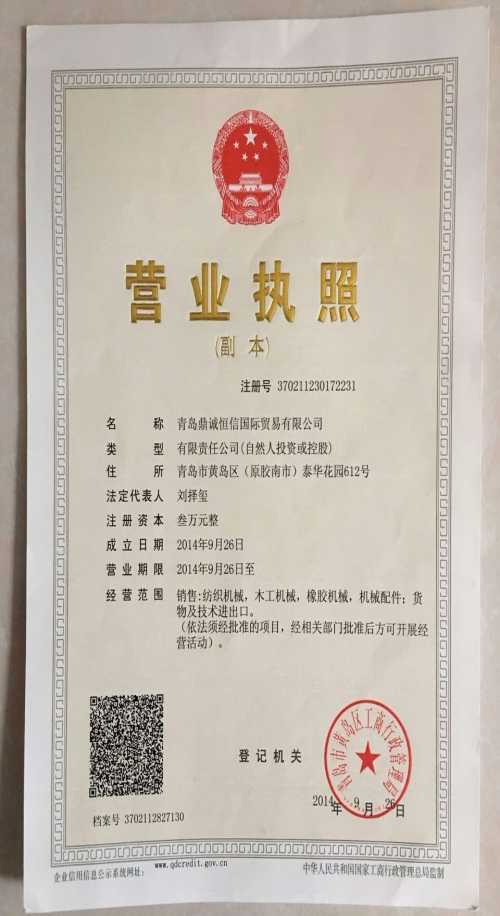 营业执照
(副本)
注册号 370211230172231
名称 青岛鼎诚恒信国际贸易有限公司
类型 有限责任公司(自然人投资或控股)
住所 青岛市黄岛区（原胶南市）泰华花园612号
法定代表人 刘择玺
注册资本 叁万元整
成立日期 2014年9月26日
营业期限 2014年9月26日至
经营范围 销售:纺织机械，木工机械，橡胶机械，机械配件；货
物及技术进出口。
（依法须经批准的项目，经相关部门批准后方可开展经
营活动）。
青岛市黄岛区工商行政管理局
登记机关
2014年9月26日
档案号 3702112827130
www.qdcredit.gov.cn
企业信用信息公示系统网址：
中华人民共和国国家工商行政管理总局监制